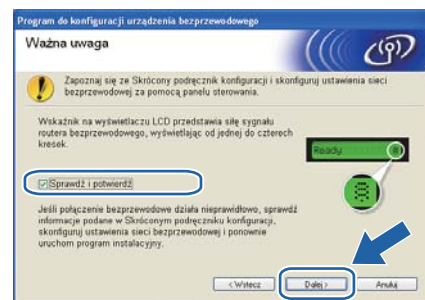 Program do konfiguracji urządzenia bezprzewodowego
Ważna uwaga
Zapoznaj się ze Skrócony podręcznik konfiguracji i skonfiguruj ustawienia sieci
bezprzewodowej za pomocą panelu sterowania.
Wskaźnik na wyświetlaczu LCD przedstawia siłę sygnału
routera bezprzewodowego, wyświetlając od jednej do czterech
kresek.
Ready
Sprawdź i potwierdź
Jeśli połączenie bezprzewodowe działa nieprawidłowo, sprawdź
informacje podane w Skróconym podręczniku konfiguracji,
skonfiguruj ustawienia sieci bezprzewodowej i ponownie
uruchom program instalacyjny.
< Wstecz
Dalej >
Anuluj